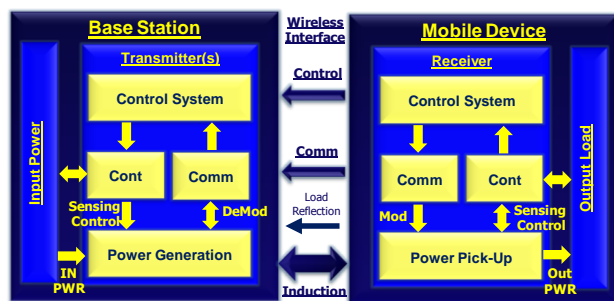 Base Station
Wireless
Interface
Mobile Device
Transmitter(s)
Receiver
Control System
Control
Control System
Input Power
Output Load
Cont
Comm
Comm
Comm
Cont
Sensing
Control
DeMod
Load
Reflection
Mod
Sensing
Control
Power Generation
Power Pick-Up
IN
PWR
Induction
Out
PWR